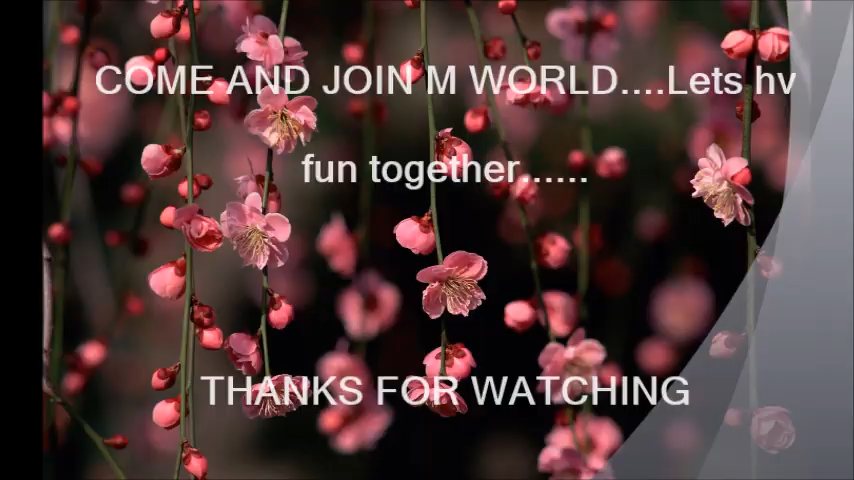 COME AND JOIN M WORLD....Lets hv
fun together......
THANKS FOR WATCHING